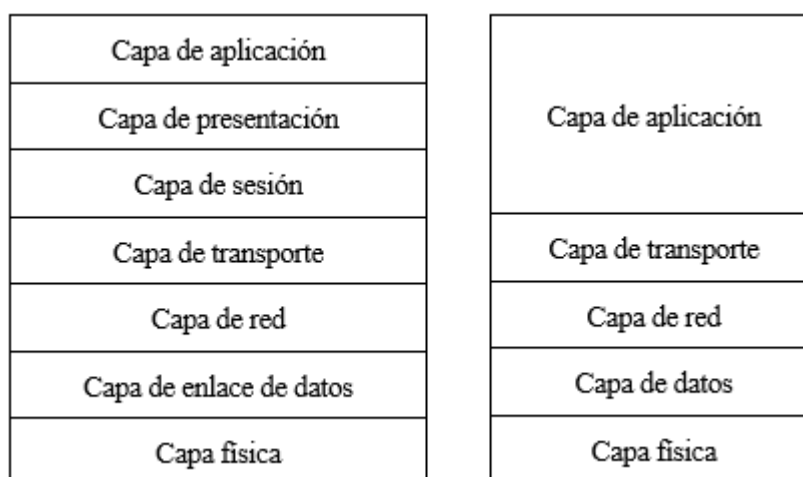 Capa de aplicación
Capa de presentación
Capa de sesión
Capa de transporte
Capa de red
Capa de enlace de datos
Capa física
Capa de aplicación
Capa de transporte
Capa de red
Capa de datos
Capa física